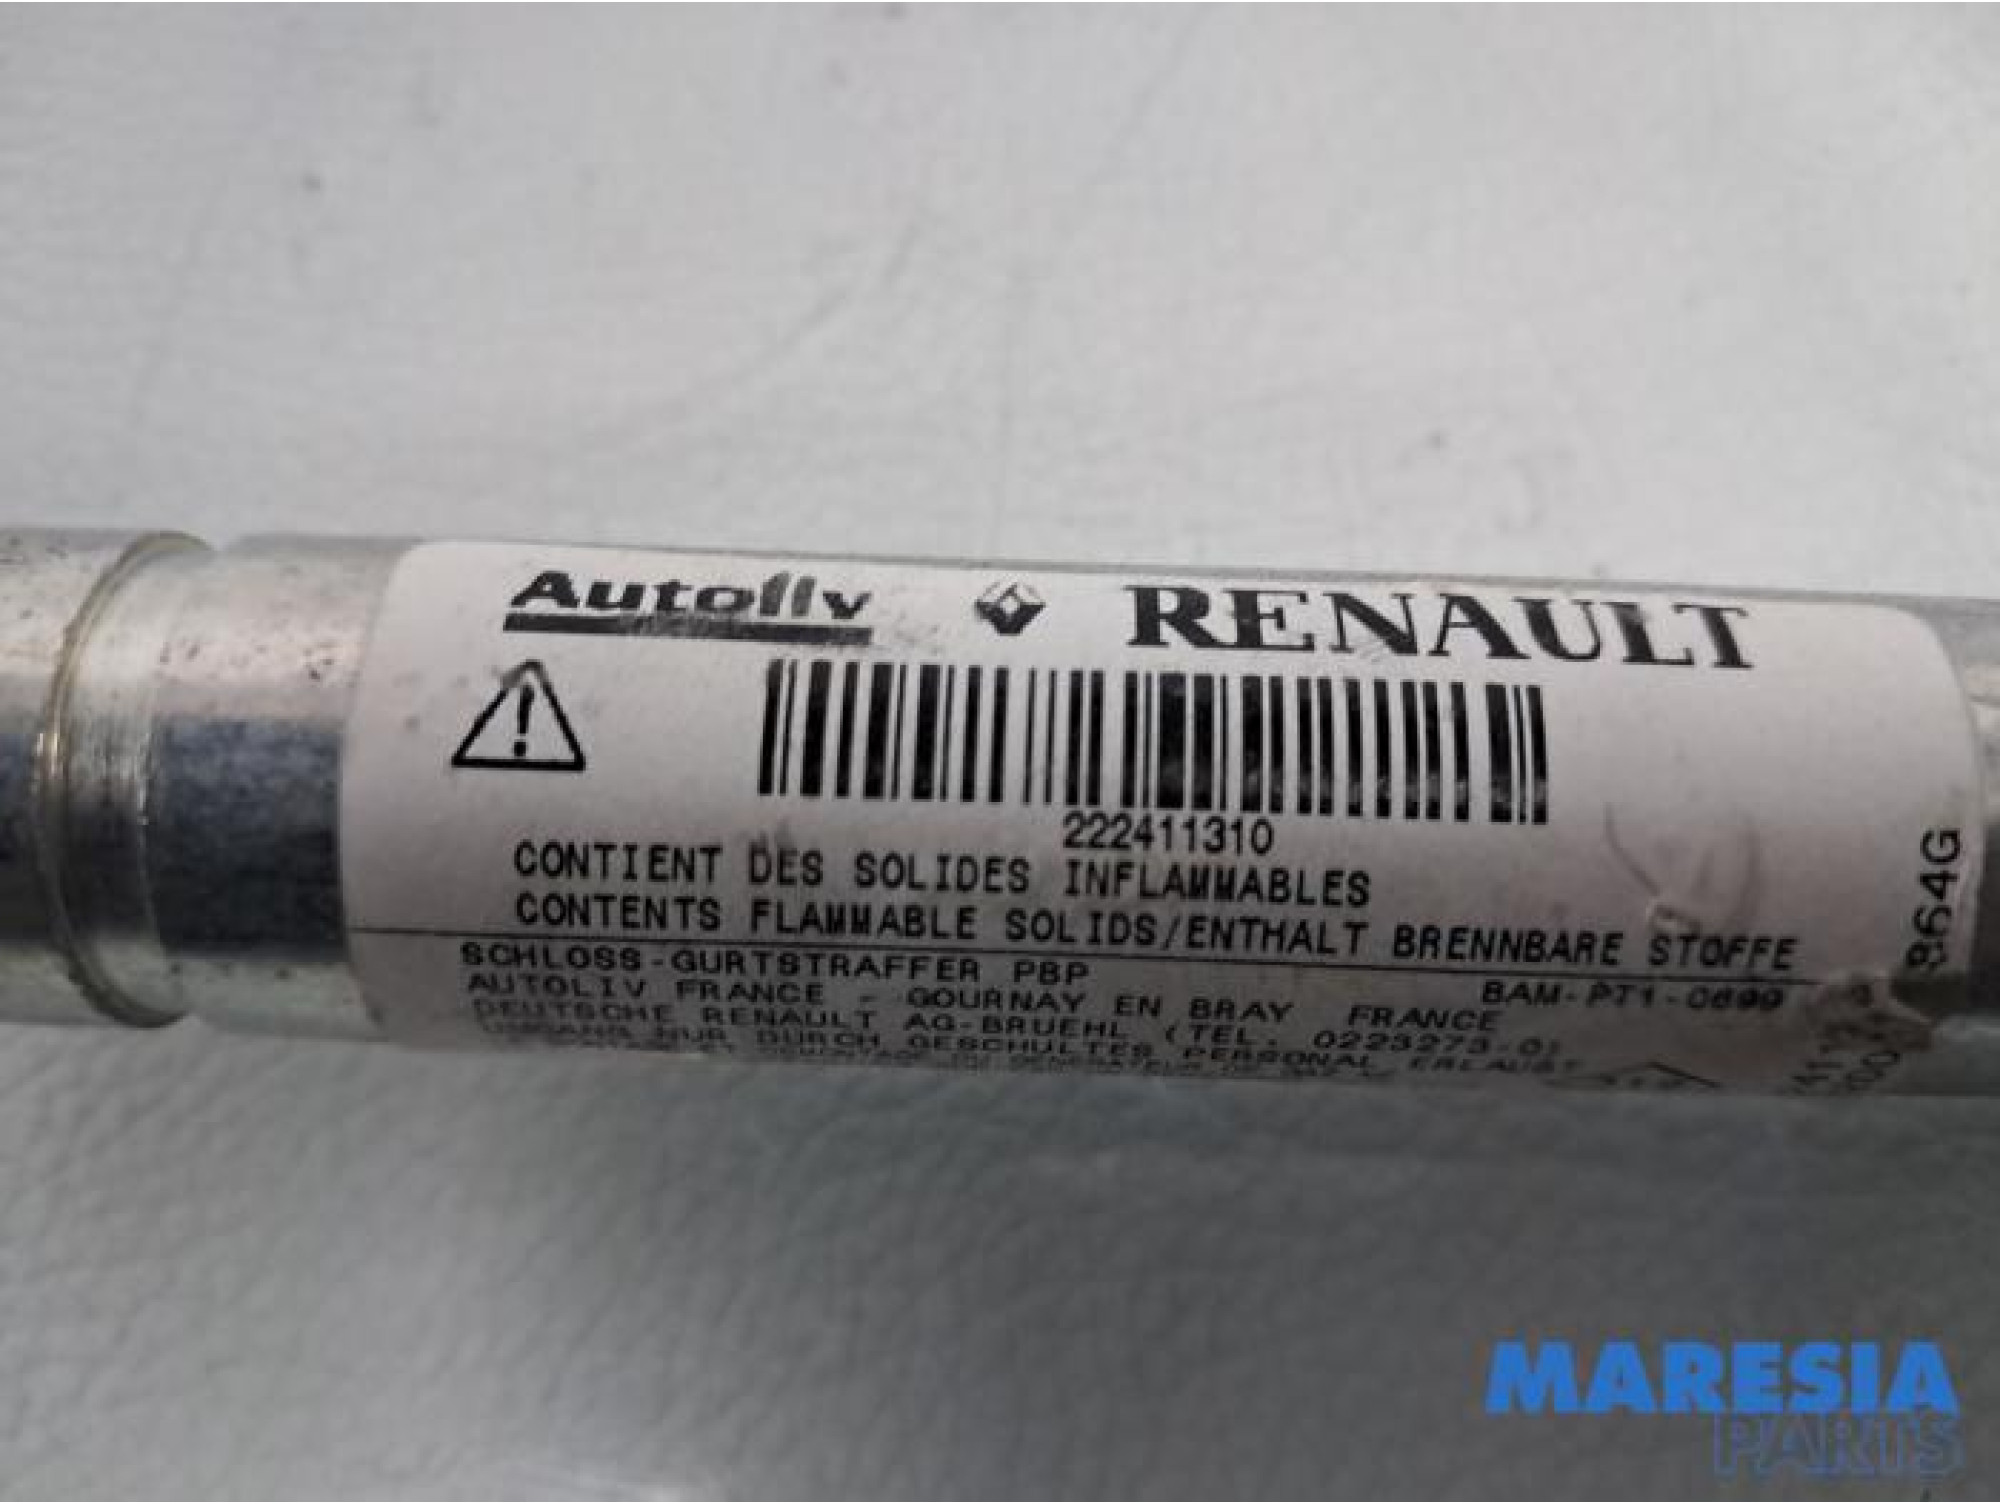 Autoliv RENAULT
222411310
CONTIENT DES SOLIDES INFLAMMABLES
CONTENTS FLAMMABLE SOLIDS/ENTHALT BRENNBARE STOFFE
SCHLOSS-GURTSTRAFFER PBP BAM-PT1-0699
AUTOLIV FRANCE - GOURNAY EN BRAY FRANCE
DEUTSCHE RENAULT AG-BRUEHL (TEL. 0223273-0)
UMGANG NUR DURCH GESCHULTES PERSONAL ERLAUBT
864G
MARESIA
PARTS